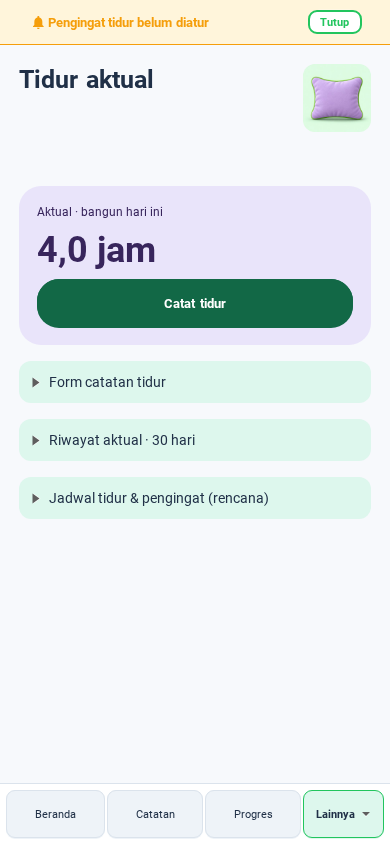 Pengingat tidur belum diatur
Tutup
Tidur aktual
Aktual · bangun hari ini
4,0 jam
Catat tidur
Form catatan tidur
Riwayat aktual · 30 hari
Jadwal tidur & pengingat (rencana)
Beranda
Catatan
Progres
Lainnya